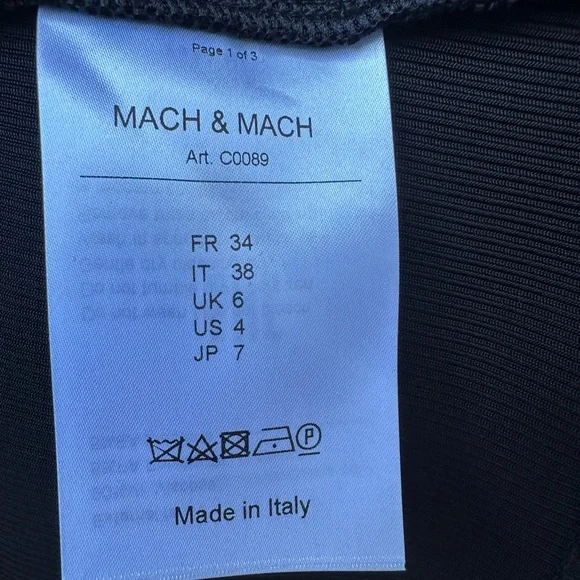 Page 1 of 3
MACH & MACH
Art. C0089
FR 34
IT 38
UK 6
US 4
JP 7
P
Made in Italy